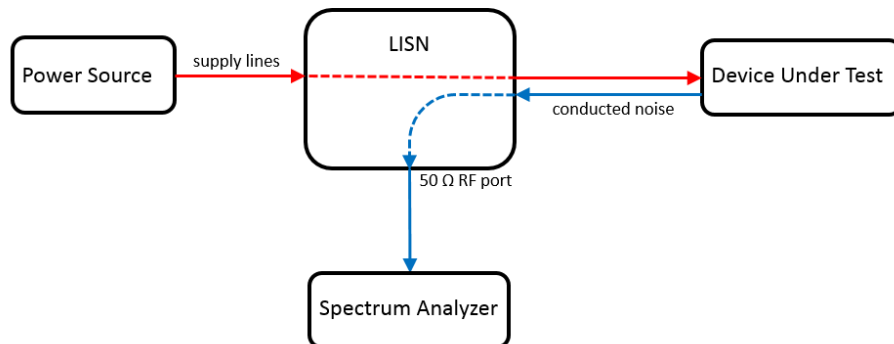 LISN
Power Source
supply lines
Device Under Test
conducted noise
50 Ω RF port
Spectrum Analyzer